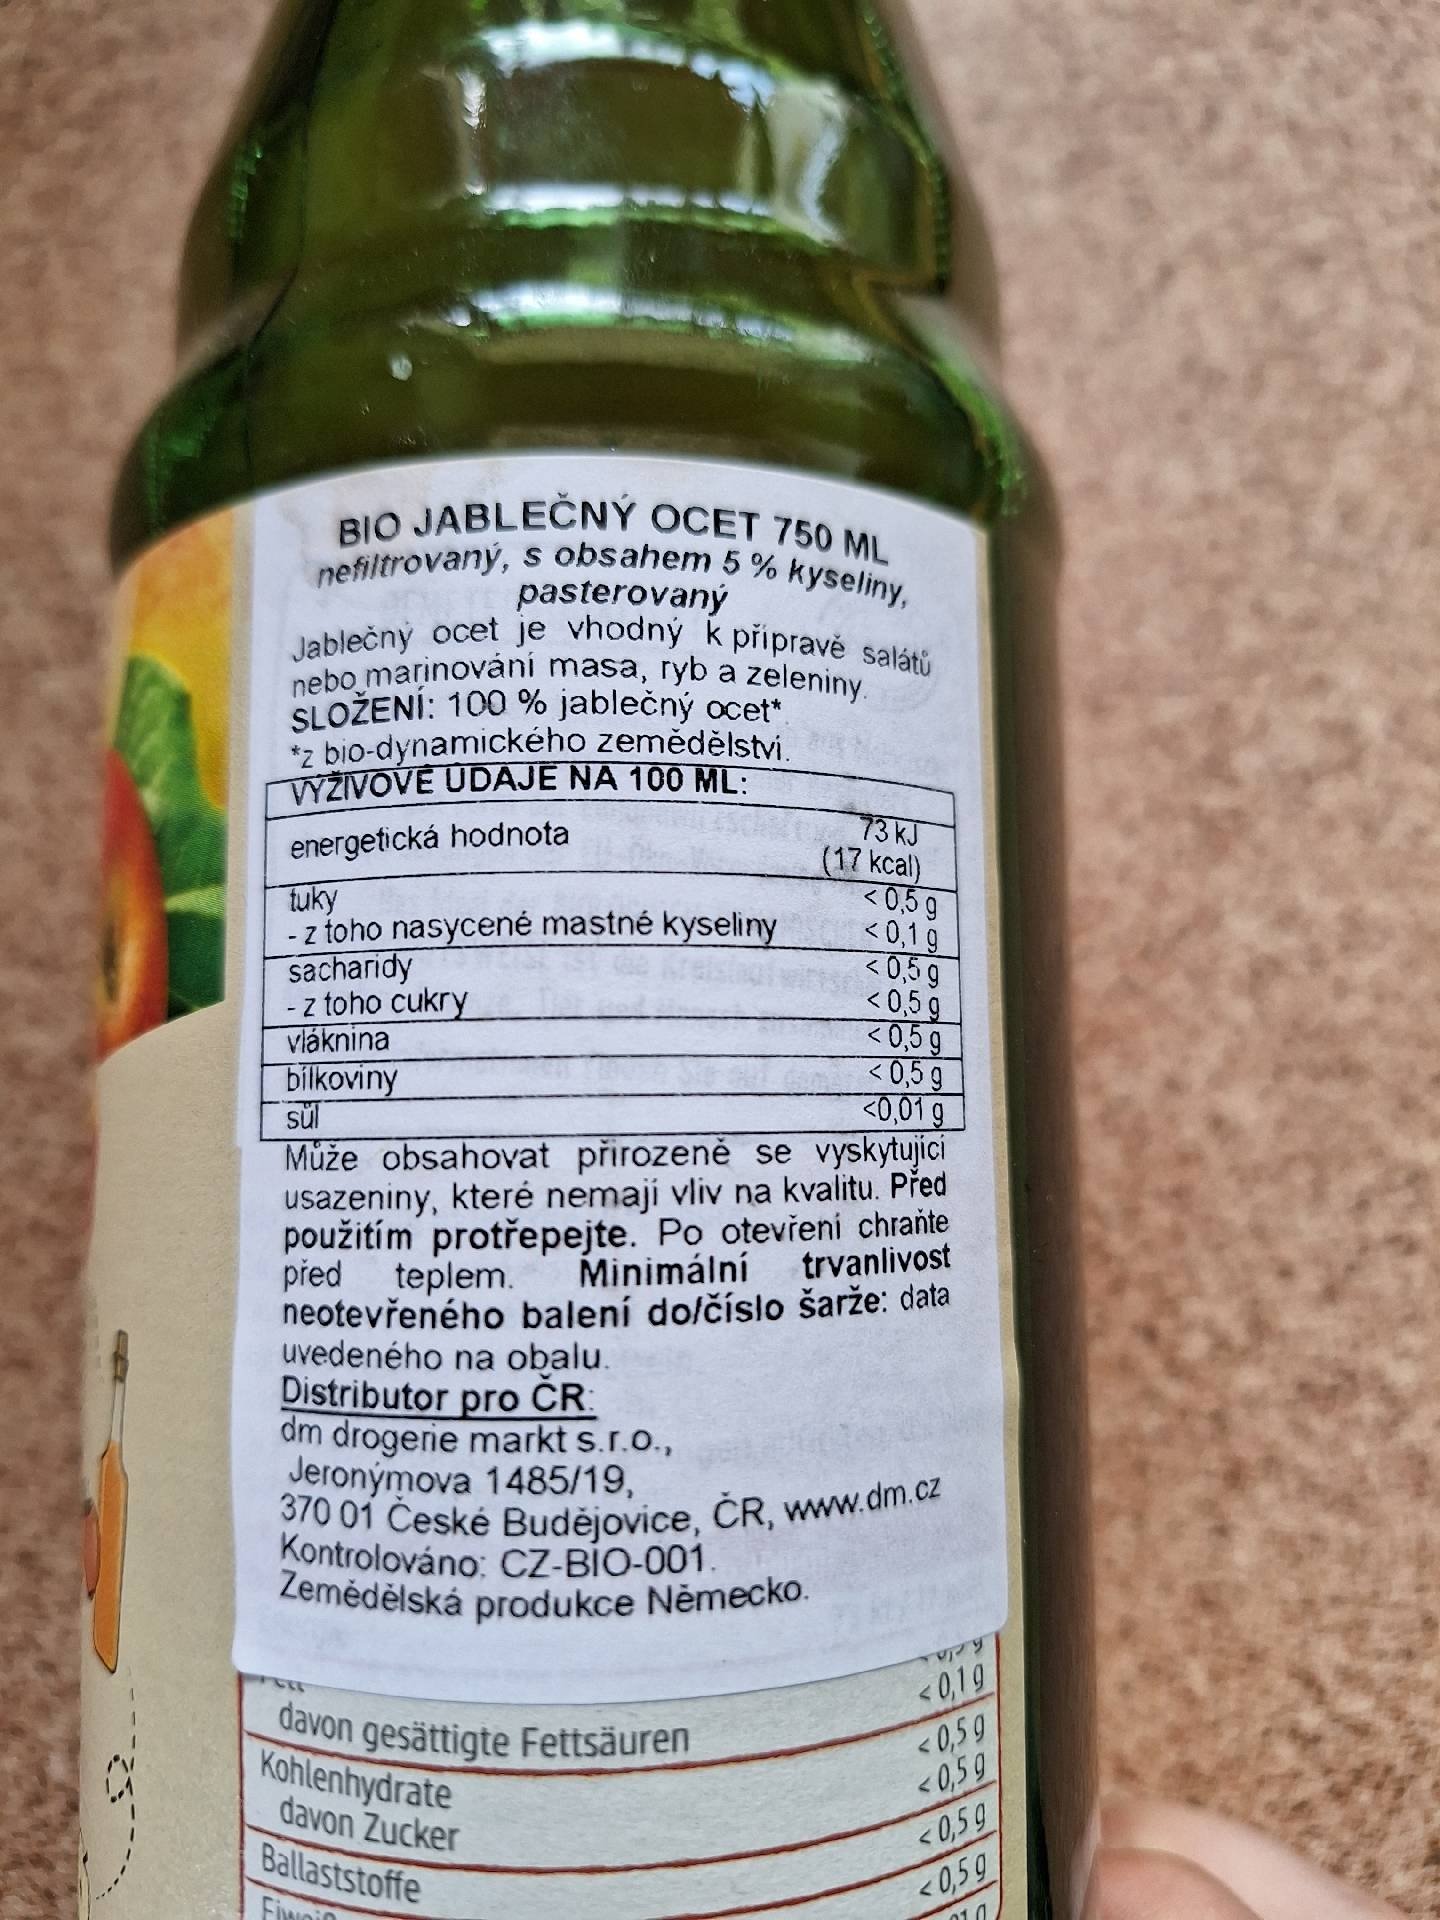 BIO JABLEČNÝ OCET 750 ML
nefiltrovaný, s obsahem 5 % kyseliny,
pasterovaný
Jablečný ocet je vhodný k přípravě salátů
nebo marinování masa, ryb a zeleniny.
SLOŽENÍ: 100 % jablečný ocet*
*z bio-dynamického zemědělství.
VÝŽIVOVÉ ÚDAJE NA 100 ML:
energetická hodnota 73 kJ
(17 kcal)
tuky < 0,5 g
- z toho nasycené mastné kyseliny < 0,1 g
sacharidy < 0,5 g
- z toho cukry < 0,5 g
vláknina < 0,5 g
bílkoviny < 0,5 g
sůl <0,01 g
Může obsahovat přirozeně se vyskytující
usazeniny, které nemají vliv na kvalitu. Před
použitím protřepejte. Po otevření chraňte
před teplem. Minimální trvanlivost
neotevřeného balení do/číslo šarže: data
uvedeného na obalu.
Distributor pro ČR:
dm drogerie markt s.r.o.,
Jeronýmova 1485/19,
370 01 České Budějovice, ČR, www.dm.cz
Kontrolováno: CZ-BIO-001.
Zemědělská produkce Německo.
davon gesättigte Fettsäuren < 0,1 g
Kohlenhydrate < 0,5 g
davon Zucker < 0,5 g
Ballaststoffe < 0,5 g
< 0,5 g